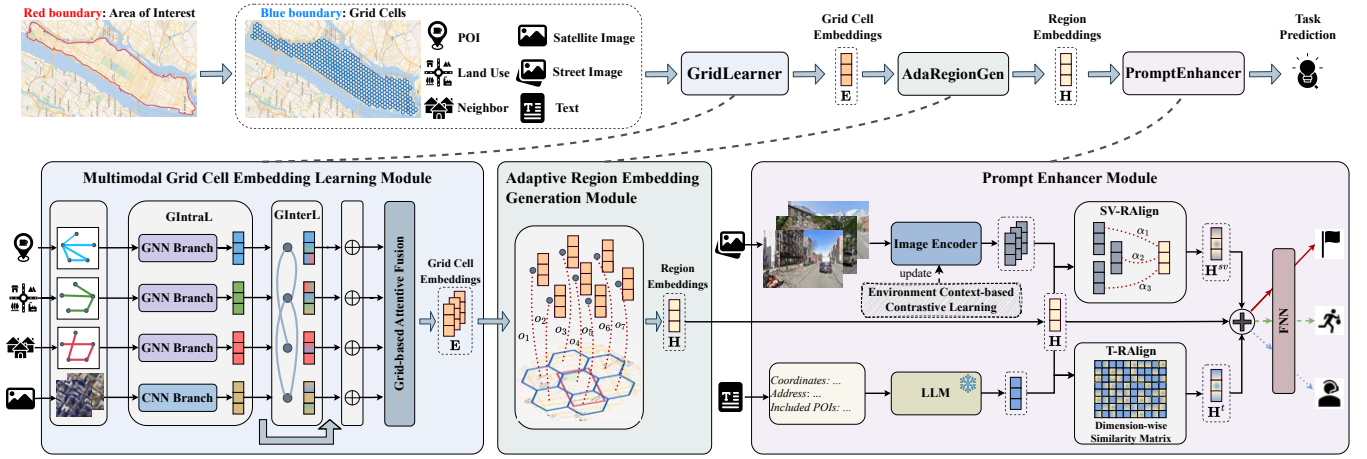 Red boundary: Area of Interest
Blue boundary: Grid Cells
POI
Land Use
Neighbor
Satellite Image
Street Image
Text
GridLearner
Grid Cell
Embeddings
E
AdaRegionGen
Region
Embeddings
H
PromptEnhancer
Task
Prediction
Multimodal Grid Cell Embedding Learning Module
GIntraL
GInterL
GNN Branch
GNN Branch
GNN Branch
CNN Branch
Grid-based Attentive Fusion
Grid Cell
Embeddings
E
Adaptive Region Embedding
Generation Module
o1
o2
o3
o4
o5
o6
o7
Region
Embeddings
H
Prompt Enhancer Module
Image Encoder
update
Environment Context-based
Contrastive Learning
SV-RAlign
α1
α2
α3
H^sv
H
Coordinates: ...
Address: ...
Included POIs: ...
LLM
T-RAlign
Dimension-wise
Similarity Matrix
H^t
FNN